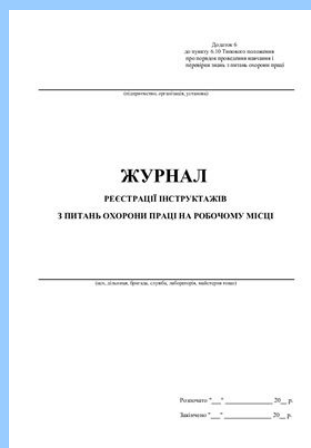 Додаток 6
до пункту 6.10 Типового положення
про порядок проведення навчання і
перевірки знань з питань охорони праці
(підприємство, організація, установа)
ЖУРНАЛ
РЕЄСТРАЦІЇ ІНСТРУКТАЖІВ
З ПИТАНЬ ОХОРОНИ ПРАЦІ НА РОБОЧОМУ МІСЦІ
(цех, дільниця, бригада, служба, лабораторія, майстерня тощо)
Розпочато "___" ____________ 20__ р.
Закінчено "___" ____________ 20__ р.